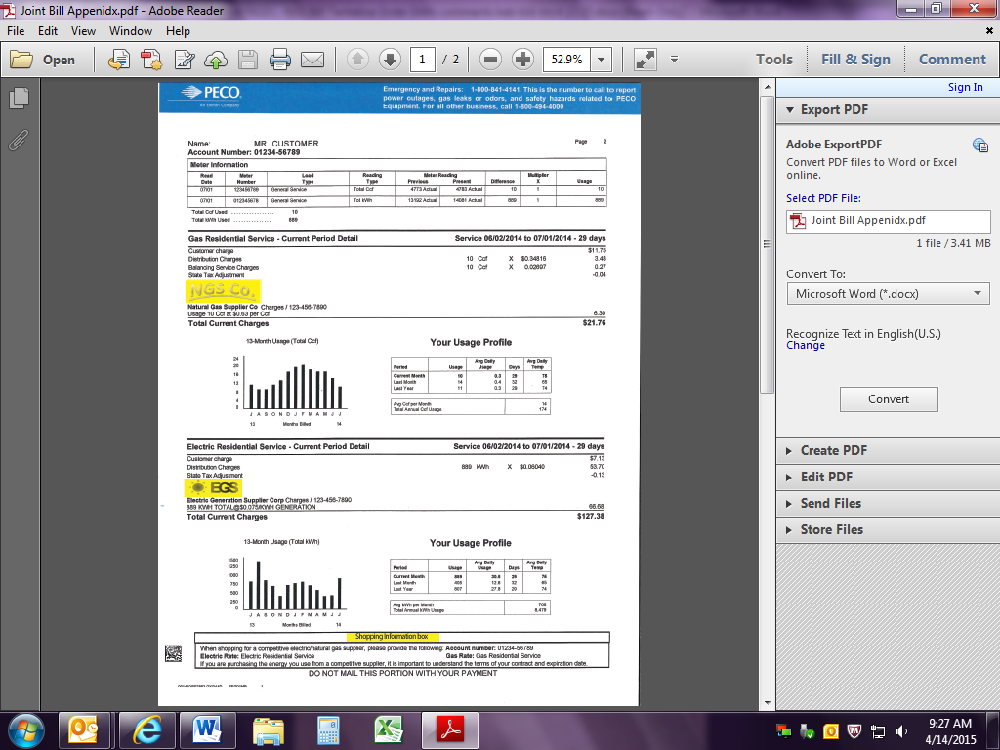 Joint Bill Appenidx.pdf - Adobe Reader
File Edit View Window Help
Open 1 / 2 52.9% Tools Fill & Sign Comment
Sign In
Export PDF
Adobe ExportPDF
Convert PDF files to Word or Excel
online.
Select PDF File:
Joint Bill Appenidx.pdf
1 file / 3.41 MB
Convert To:
Microsoft Word (*.docx)
Recognize Text in English(U.S.)
Change
Convert
Create PDF
Edit PDF
Send Files
Store Files
PECO
An Exelon Company
Emergency and Repairs: 1-800-841-4141. This is the number to call to report
power outages, gas leaks or odors, and safety hazards related to PECO
Equipment. For all other business, call 1-800-494-4000
Name: MR CUSTOMER Page 2
Account Number: 01234-56789
Meter Information
Read Date Meter Number Load Type Reading Type Meter Reading Previous Present Difference Multiplier X Usage
07/01 123456789 General Service Total Ccf 4773 Actual 4783 Actual 10 1 10
07/01 012345678 General Service Tot kWh 13192 Actual 14081 Actual 889 1 889
Total Ccf Used ................ 10
Total kWh Used ............... 889
Gas Residential Service - Current Period Detail Service 06/02/2014 to 07/01/2014 - 29 days
Customer charge $11.75
Distribution Charges 10 Ccf X $0.34816 3.48
Balancing Service Charges 10 Ccf X 0.02697 0.27
State Tax Adjustment -0.04
NGS Co.
Natural Gas Supplier Co Charges / 123-456-7890
Usage 10 Ccf at $0.63 per Ccf 6.30
Total Current Charges $21.76
13-Month Usage (Total Ccf)
24
20
16
12
8
4
0
J A S O N D J F M A M J J
13 Months Billed 14
Your Usage Profile
Period Usage Avg Daily Usage Days Avg Daily Temp
Current Month 10 0.3 29 76
Last Month 14 0.4 32 65
Last Year 11 0.3 29 74
Avg Ccf per Month 14
Total Annual Ccf Usage 174
Electric Residential Service - Current Period Detail Service 06/02/2014 to 07/01/2014 - 29 days
Customer charge $7.13
Distribution Charges 889 kWh X $0.06040 53.70
State Tax Adjustment -0.13
EGS
Electric Generation Supplier Corp Charges / 123-456-7890
889 KWH TOTAL@$0.075/KWH GENERATION 66.68
Total Current Charges $127.38
13-Month Usage (Total kWh)
1500
1250
1000
750
500
250
0
J A S O N D J F M A M J J
13 Months Billed 14
Your Usage Profile
Period Usage Avg Daily Usage Days Avg Daily Temp
Current Month 889 30.6 29 76
Last Month 405 12.6 32 65
Last Year 807 27.8 29 74
Avg kWh per Month 706
Total Annual kWh Usage 8,479
Shopping Information box
When shopping for a competitive electric/natural gas supplier, please provide the following: Account number: 01234-56789
Electric Rate: Electric Residential Service Gas Rate: Gas Residential Service
If you are purchasing the energy you use from a competitive supplier, it is important to understand the terms of your contract and expiration date.
DO NOT MAIL THIS PORTION WITH YOUR PAYMENT
9:27 AM
4/14/2015